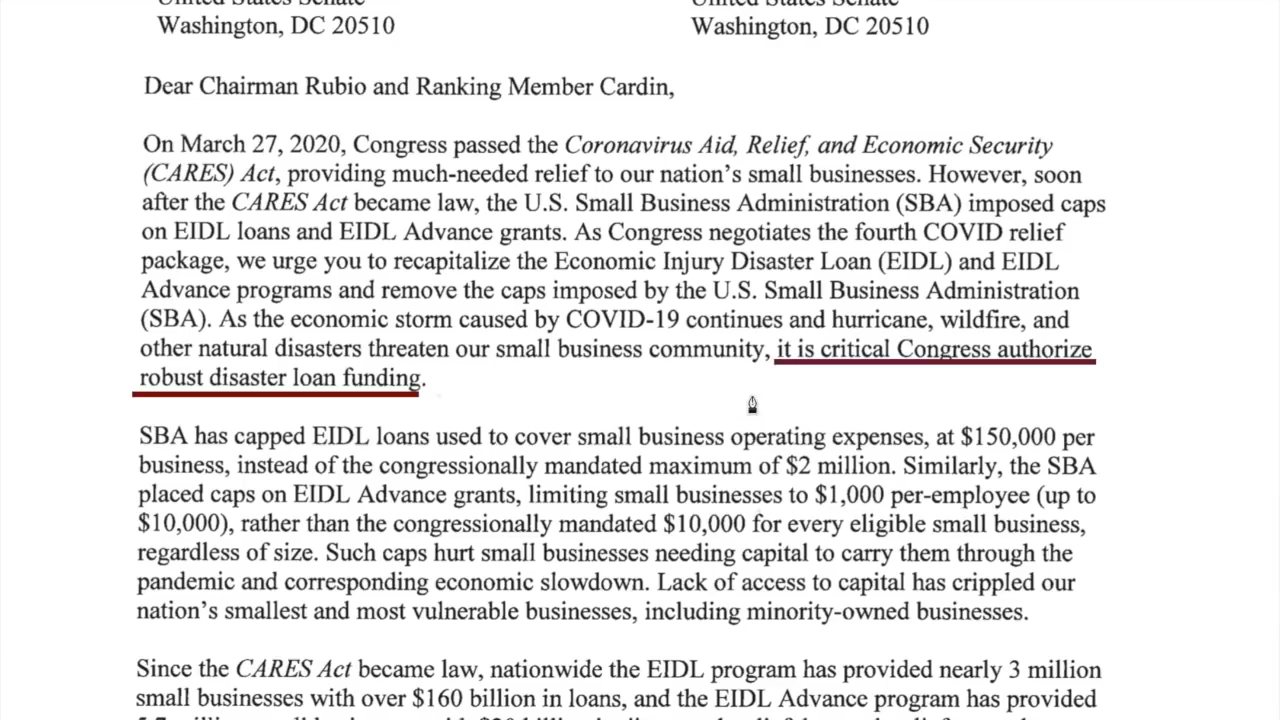 United States Senate United States Senate
Washington, DC 20510 Washington, DC 20510
Dear Chairman Rubio and Ranking Member Cardin,
On March 27, 2020, Congress passed the Coronavirus Aid, Relief, and Economic Security
(CARES) Act, providing much-needed relief to our nation’s small businesses. However, soon
after the CARES Act became law, the U.S. Small Business Administration (SBA) imposed caps
on EIDL loans and EIDL Advance grants. As Congress negotiates the fourth COVID relief
package, we urge you to recapitalize the Economic Injury Disaster Loan (EIDL) and EIDL
Advance programs and remove the caps imposed by the U.S. Small Business Administration
(SBA). As the economic storm caused by COVID-19 continues and hurricane, wildfire, and
other natural disasters threaten our small business community, it is critical Congress authorize
robust disaster loan funding.
SBA has capped EIDL loans used to cover small business operating expenses, at $150,000 per
business, instead of the congressionally mandated maximum of $2 million. Similarly, the SBA
placed caps on EIDL Advance grants, limiting small businesses to $1,000 per-employee (up to
$10,000), rather than the congressionally mandated $10,000 for every eligible small business,
regardless of size. Such caps hurt small businesses needing capital to carry them through the
pandemic and corresponding economic slowdown. Lack of access to capital has crippled our
nation’s smallest and most vulnerable businesses, including minority-owned businesses.
Since the CARES Act became law, nationwide the EIDL program has provided nearly 3 million
small businesses with over $160 billion in loans, and the EIDL Advance program has provided